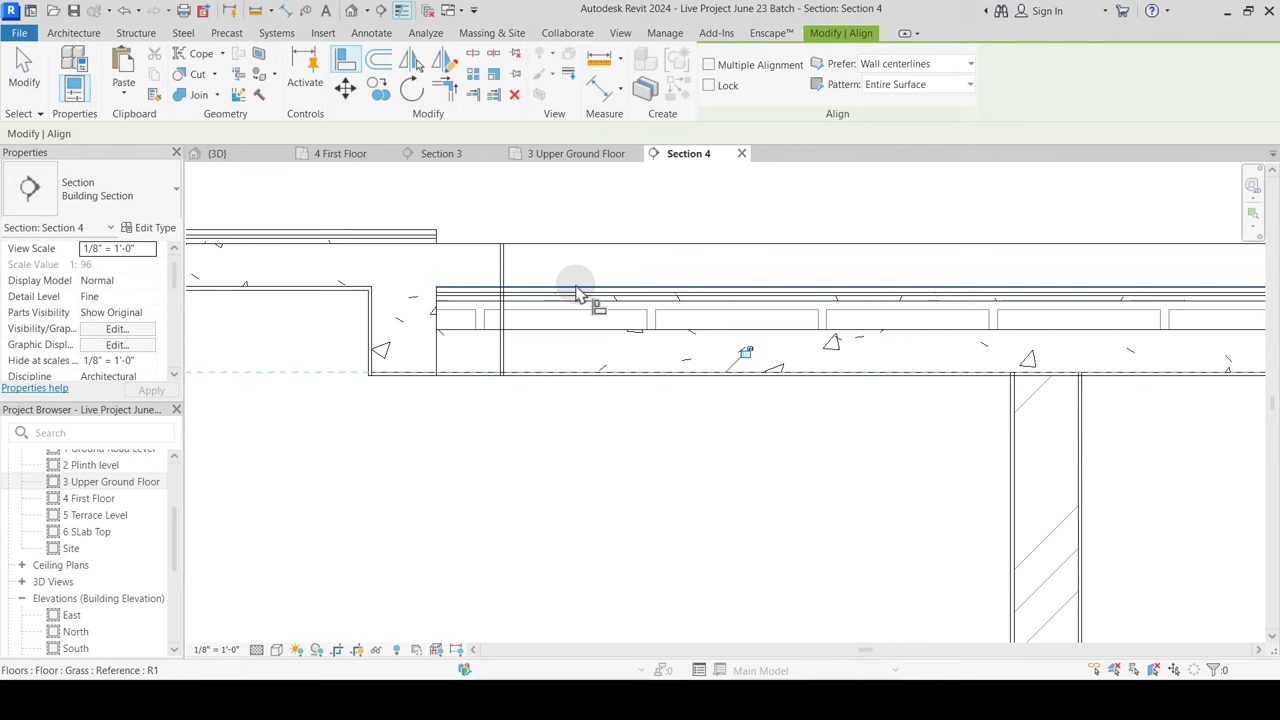 Autodesk Revit 2024 - Live Project June 23 Batch - Section: Section 4
Sign In
File
Architecture
Structure
Steel
Precast
Systems
Insert
Annotate
Analyze
Massing & Site
Collaborate
View
Manage
Add-Ins
Enscape™
Modify | Align
Modify
Paste
Cope
Cut
Join
Activate
Multiple Alignment
Lock
Prefer: Wall centerlines
Pattern: Entire Surface
Select
Properties
Clipboard
Geometry
Controls
Modify
View
Measure
Create
Align
Modify | Align
Properties
{3D}
4 First Floor
Section 3
3 Upper Ground Floor
Section 4
Section
Building Section
Section: Section 4
Edit Type
View Scale 1/8" = 1'-0"
Scale Value 1: 96
Display Model Normal
Detail Level Fine
Parts Visibility Show Original
Visibility/Grap... Edit...
Graphic Displ... Edit...
Hide at scales ... 1/8" = 1'-0"
Discipline Architectural
Properties help
Apply
Project Browser - Live Project June...
Search
1 Ground Road Level
2 Plinth level
3 Upper Ground Floor
4 First Floor
5 Terrace Level
6 SLab Top
Site
Ceiling Plans
3D Views
Elevations (Building Elevation)
East
North
South
1/8" = 1'-0"
Floors : Floor : Grass : Reference : R1
:0
Main Model
:0